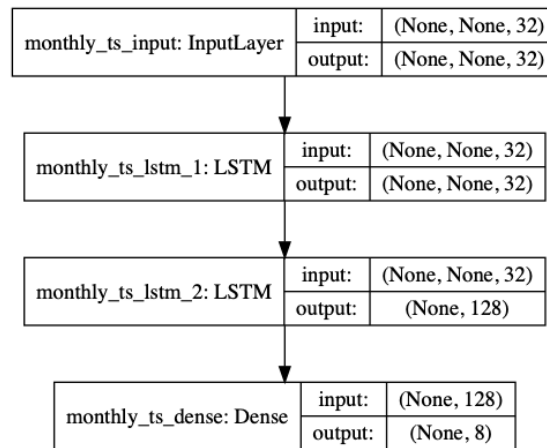 monthly_ts_input: InputLayer
input: (None, None, 32)
output: (None, None, 32)
monthly_ts_lstm_1: LSTM
input: (None, None, 32)
output: (None, None, 32)
monthly_ts_lstm_2: LSTM
input: (None, None, 32)
output: (None, 128)
monthly_ts_dense: Dense
input: (None, 128)
output: (None, 8)